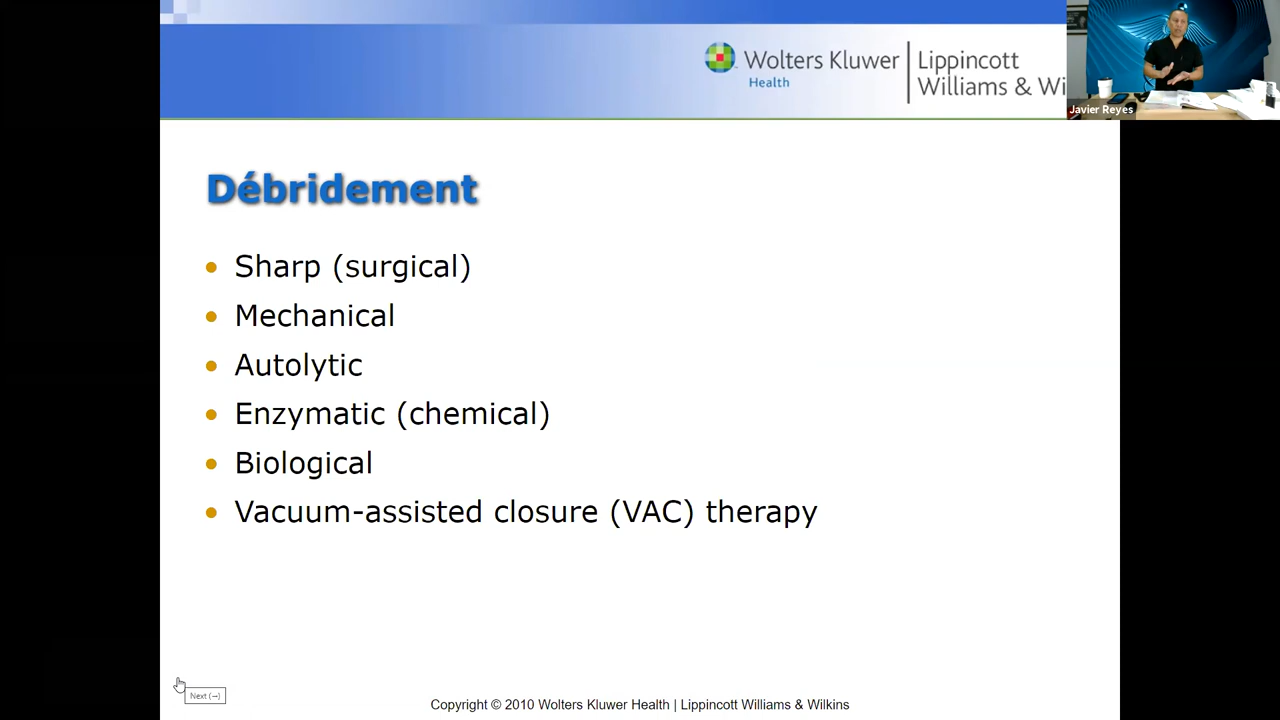 Wolters Kluwer
Health
Lippincott
Williams & Wi
Javier Reyes
Débridement
Sharp (surgical)
Mechanical
Autolytic
Enzymatic (chemical)
Biological
Vacuum-assisted closure (VAC) therapy
Next (→)
Copyright © 2010 Wolters Kluwer Health | Lippincott Williams & Wilkins